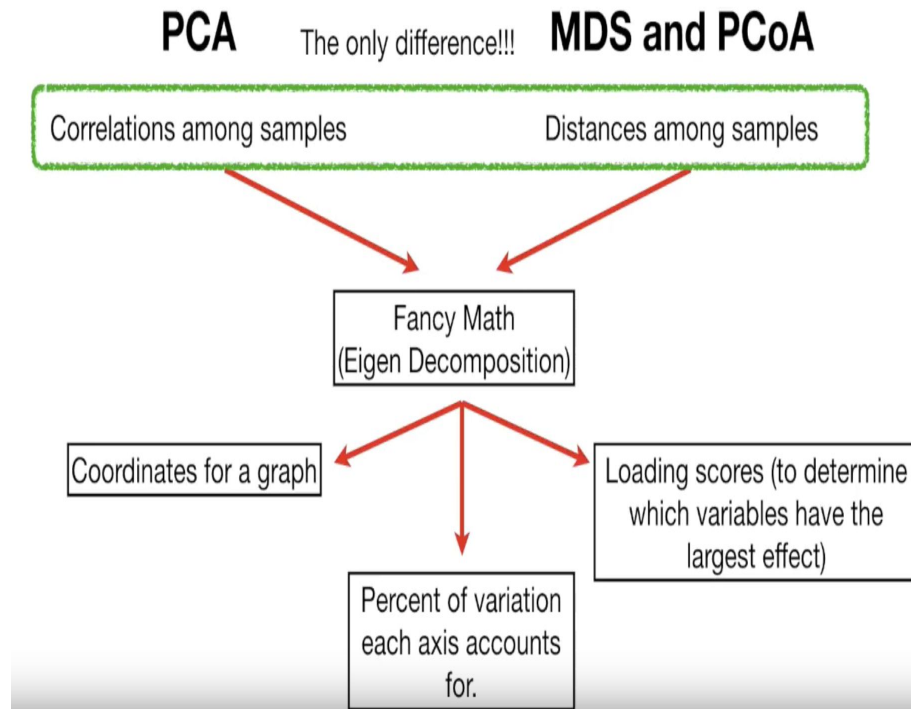 PCA The only difference!!! MDS and PCoA
Correlations among samples Distances among samples
Fancy Math
(Eigen Decomposition)
Coordinates for a graph
Loading scores (to determine
which variables have the
largest effect)
Percent of variation
each axis accounts
for.